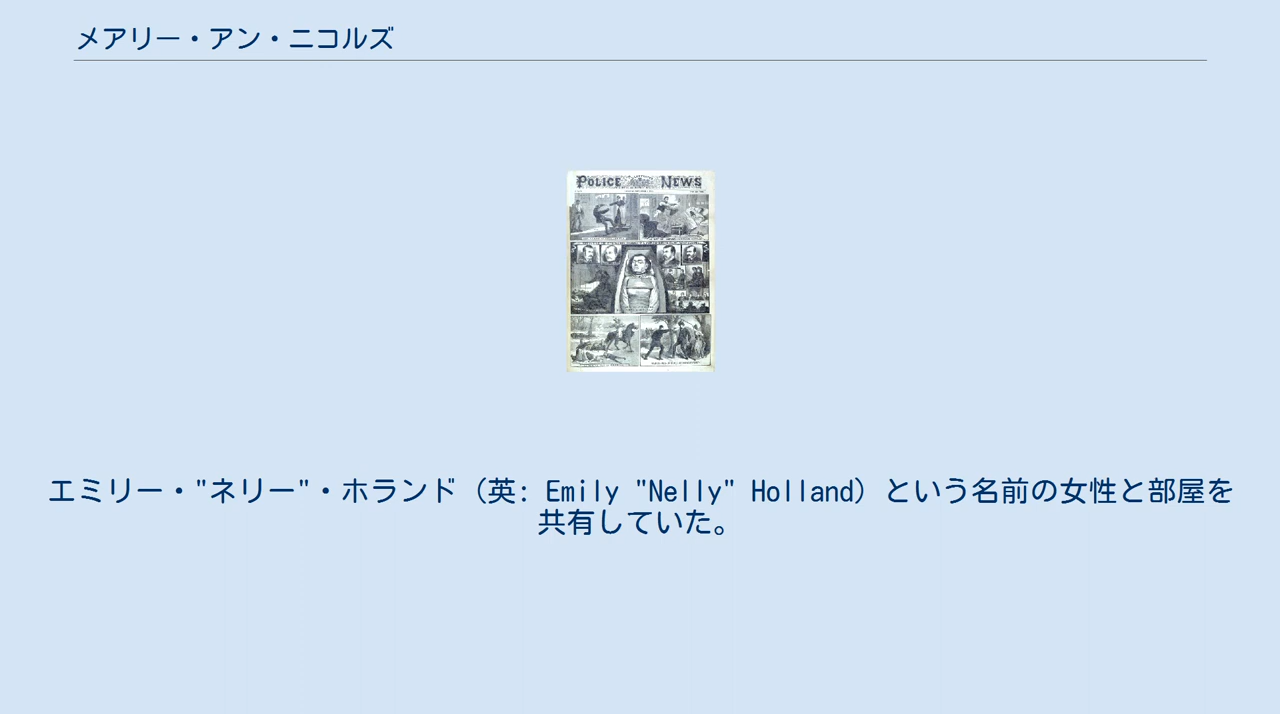 メアリー・アン・ニコルズ
POLICE NEWS
エミリー・"ネリー"・ホランド（英: Emily "Nelly" Holland）という名前の女性と部屋を
共有していた。